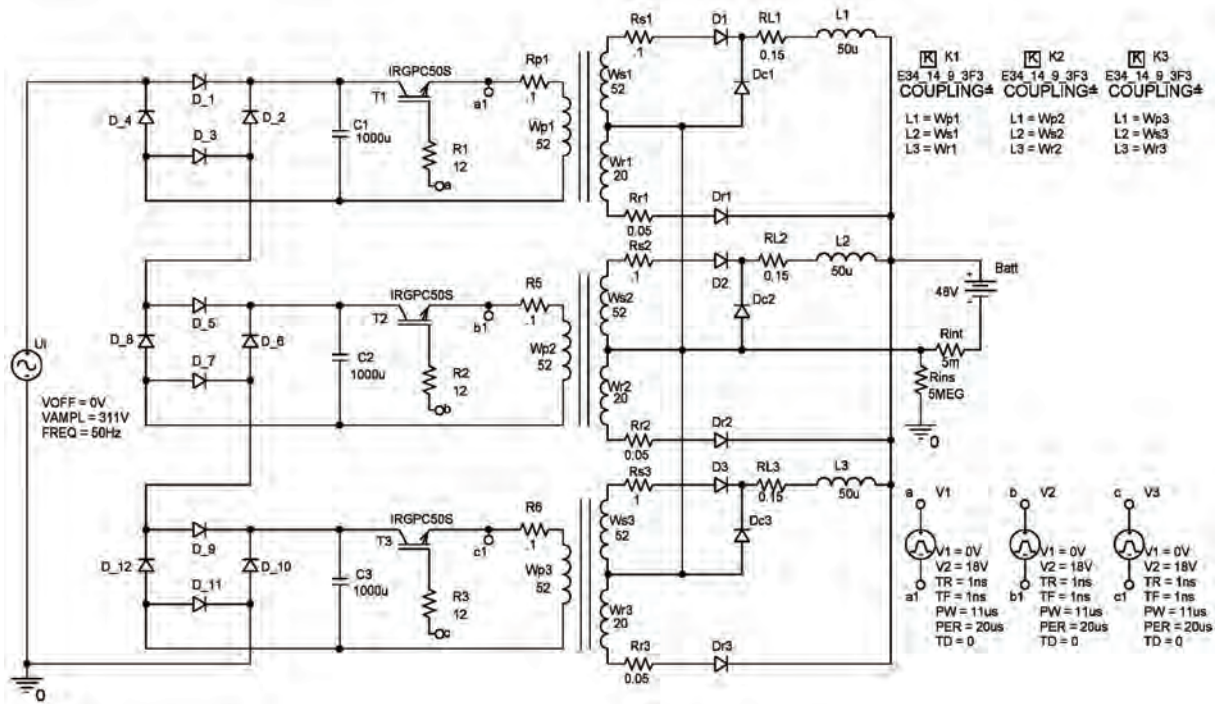 Rs1
.1
D1
RL1
0.15
L1
50u
IRGPC50S
T1
a1
Rp1
.1
D_1
D_4
D_2
D_3
C1
1000u
R1
12
a
Wp1
52
Ws1
52
Dc1
Wr1
20
Rr1
0.05
Dr1
K K1
E34_14_9_3F3
COUPLING=
L1 = Wp1
L2 = Ws1
L3 = Wr1
K K2
E34_14_9_3F3
COUPLING=
L1 = Wp2
L2 = Ws2
L3 = Wr2
K K3
E34_14_9_3F3
COUPLING=
L1 = Wp3
L2 = Ws3
L3 = Wr3
Rs2
.1
D2
RL2
0.15
L2
50u
IRGPC50S
T2
b1
R5
.1
D_5
D_8
D_6
D_7
C2
1000u
R2
12
b
Wp2
52
Ws2
52
Dc2
Wr2
20
Rr2
0.05
Dr2
Batt
+
48V
-
Rint
5m
Rins
5MEG
0
Ui
VOFF = 0V
VAMPL = 311V
FREQ = 50Hz
Rs3
.1
D3
RL3
0.15
L3
50u
IRGPC50S
T3
c1
R6
.1
D_9
D_12
D_10
D_11
C3
1000u
R3
12
c
Wp3
52
Ws3
52
Dc3
Wr3
20
Rr3
0.05
Dr3
0
a V1
V1 = 0V
V2 = 18V
TR = 1ns
TF = 1ns
PW = 11us
PER = 20us
TD = 0
a1
b V2
V1 = 0V
V2 = 18V
TR = 1ns
TF = 1ns
PW = 11us
PER = 20us
TD = 0
b1
c V3
V1 = 0V
V2 = 18V
TR = 1ns
TF = 1ns
PW = 11us
PER = 20us
TD = 0
c1